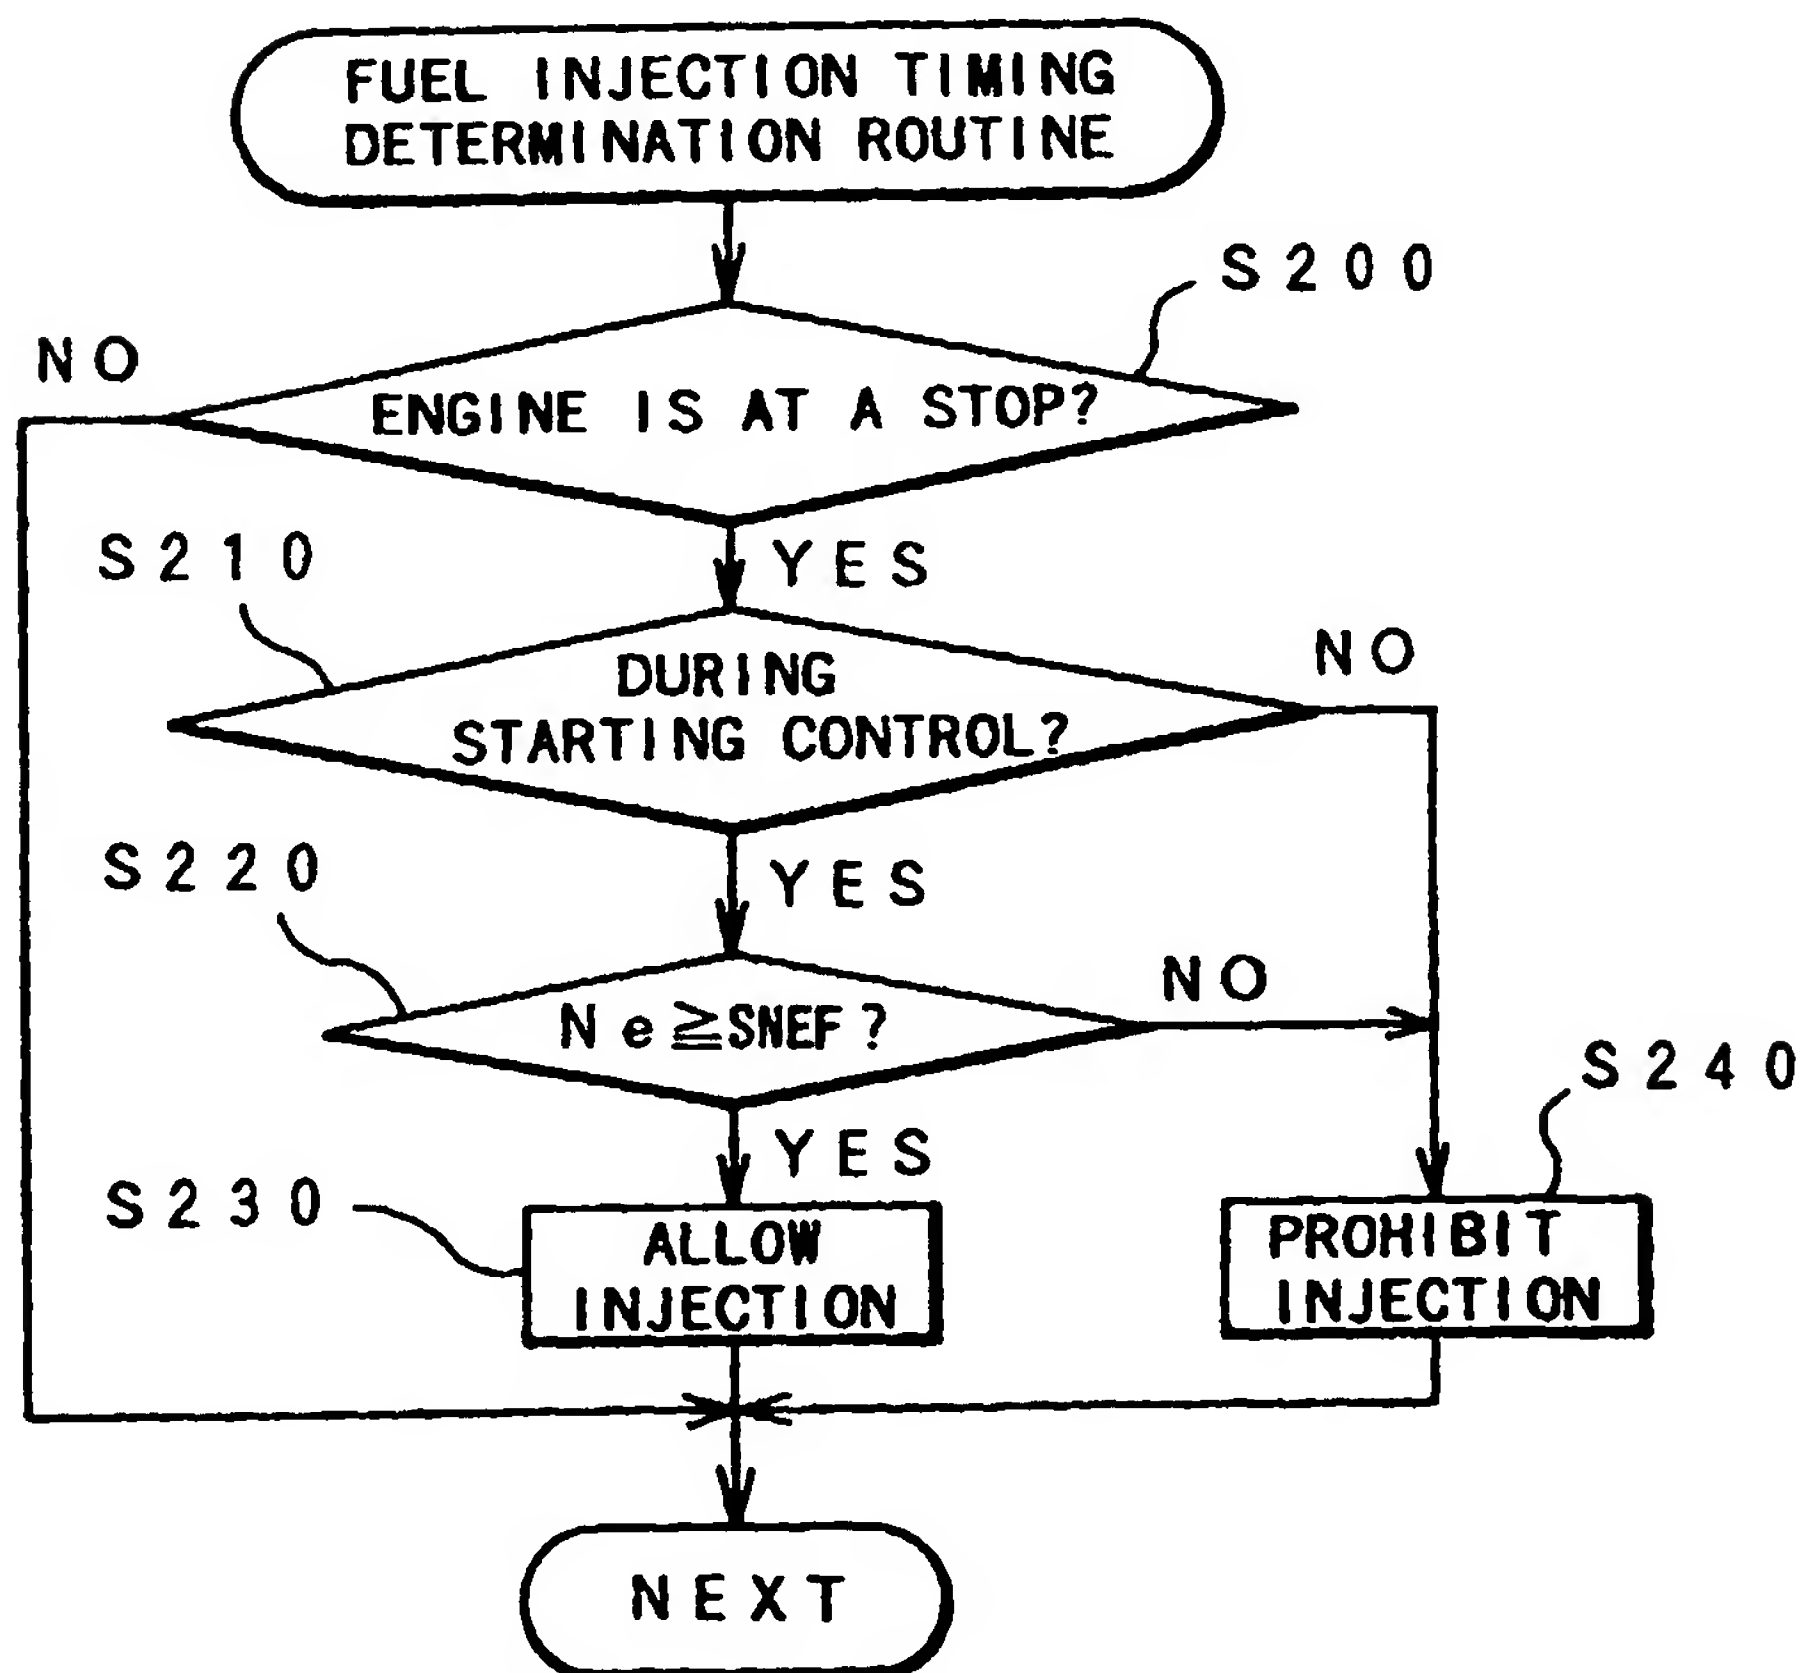 FUEL INJECTION TIMING
DETERMINATION ROUTINE
S200
NO
ENGINE IS AT A STOP?
S210
YES
NO
DURING
STARTING CONTROL?
S220
YES
NO
Ne≧SNEF?
S240
YES
S230
ALLOW
INJECTION
PROHIBIT
INJECTION
NEXT